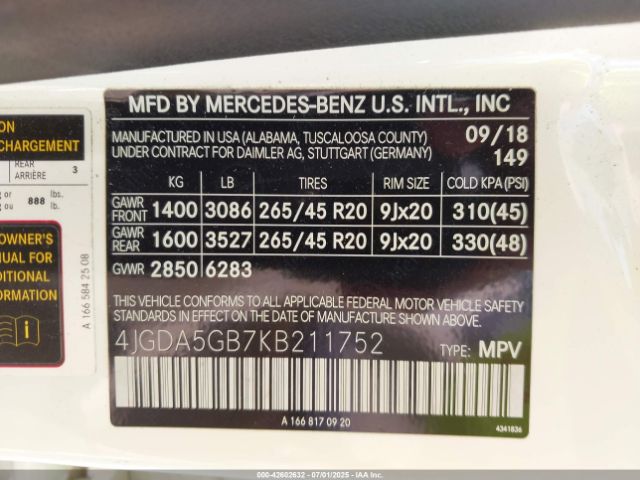 ON
CHARGEMENT
REAR
ARRIÈRE 3
g or lbs.
g ou 888 lb.
OWNER'S
NUAL FOR
DDITIONAL
ORMATION
A 166 584 25 08
MFD BY MERCEDES-BENZ U.S. INTL., INC
MANUFACTURED IN USA (ALABAMA, TUSCALOOSA COUNTY) 09/18
UNDER CONTRACT FOR DAIMLER AG, STUTTGART (GERMANY) 149
KG LB TIRES RIM SIZE COLD KPA(PSI)
GAWR FRONT 1400 3086 265/45 R20 9Jx20 310(45)
GAWR REAR 1600 3527 265/45 R20 9Jx20 330(48)
GVWR 2850 6283
THIS VEHICLE CONFORMS TO ALL APPLICABLE FEDERAL MOTOR VEHICLE SAFETY
STANDARDS IN EFFECT ON THE DATE OF MANUFACTURE SHOWN ABOVE.
4JGDA5GB7KB211752 TYPE: MPV
A 166 817 09 20
4341836
#00-42602632 - 07/01/2025 - IAA, Inc.